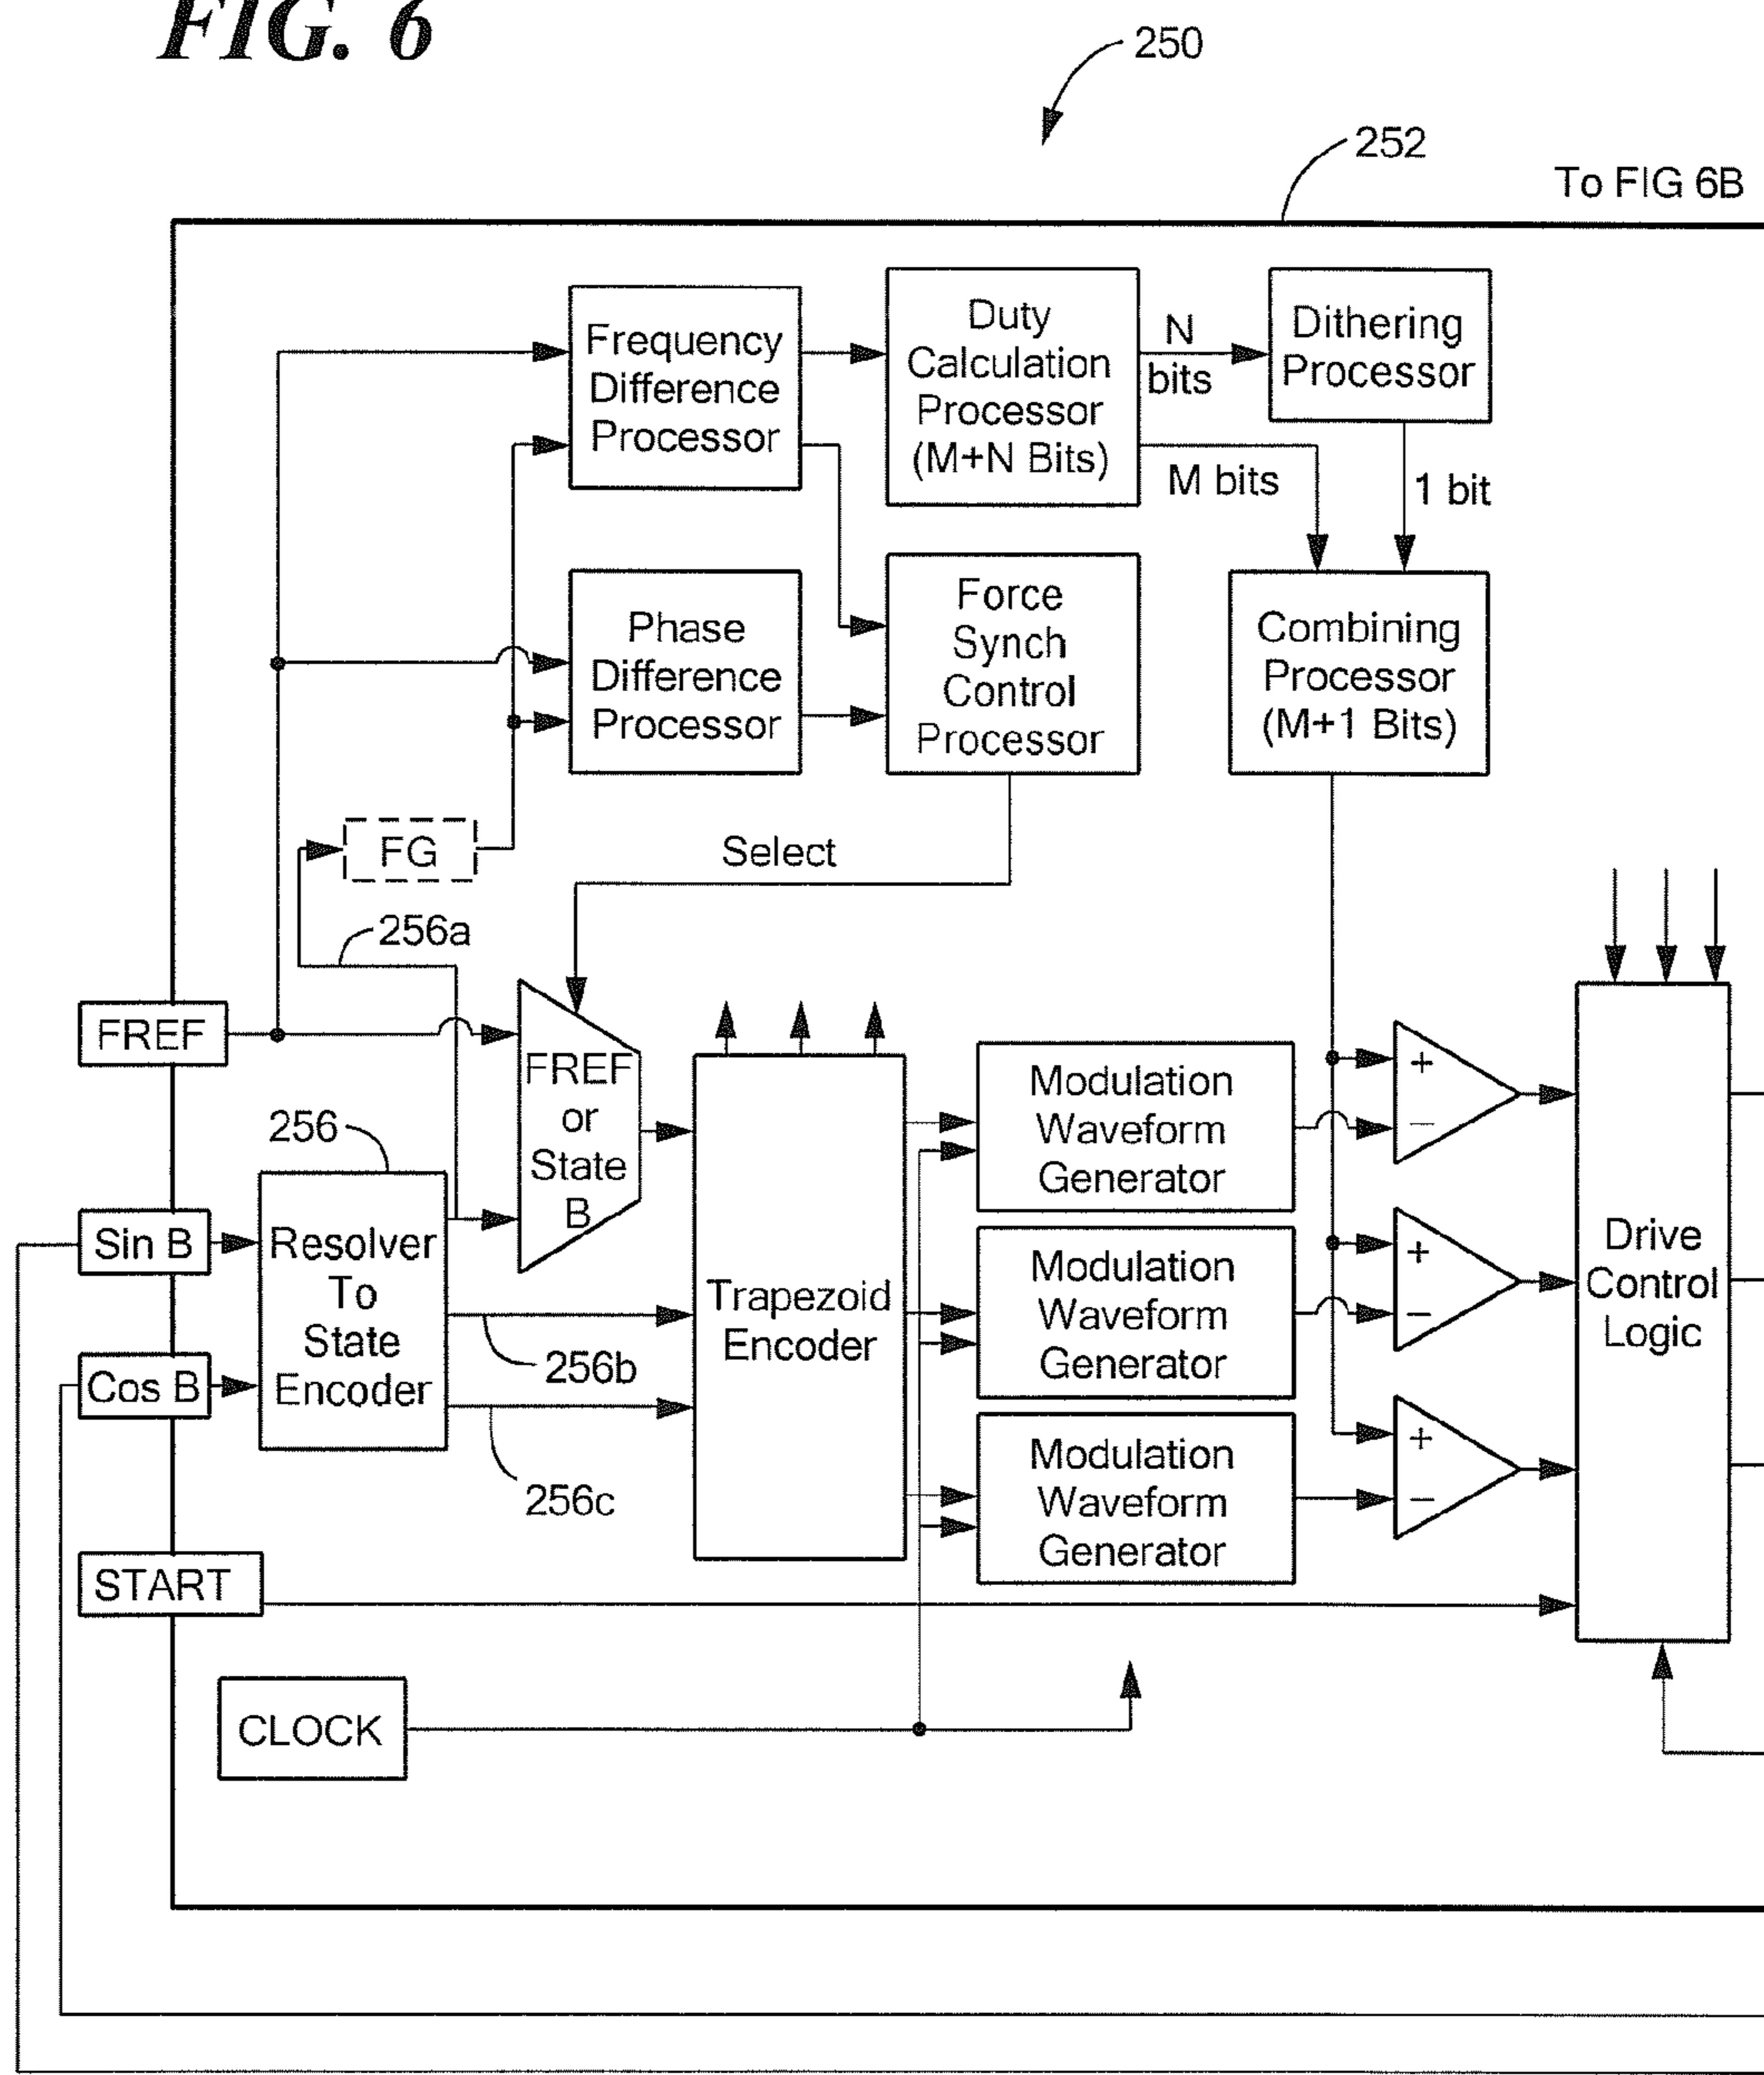 FIG. 6
250
252
To FIG 6B
Frequency
Difference
Processor
Duty
Calculation
Processor
(M+N Bits)
N
bits
Dithering
Processor
M bits
1 bit
Phase
Difference
Processor
Force
Synch
Control
Processor
Combining
Processor
(M+1 Bits)
FG
Select
256a
FREF
FREF
or
State
B
256
Sin B
Cos B
Resolver
To
State
Encoder
256b
256c
Trapezoid
Encoder
Modulation
Waveform
Generator
+
−
Modulation
Waveform
Generator
+
−
Modulation
Waveform
Generator
+
−
Drive
Control
Logic
START
CLOCK